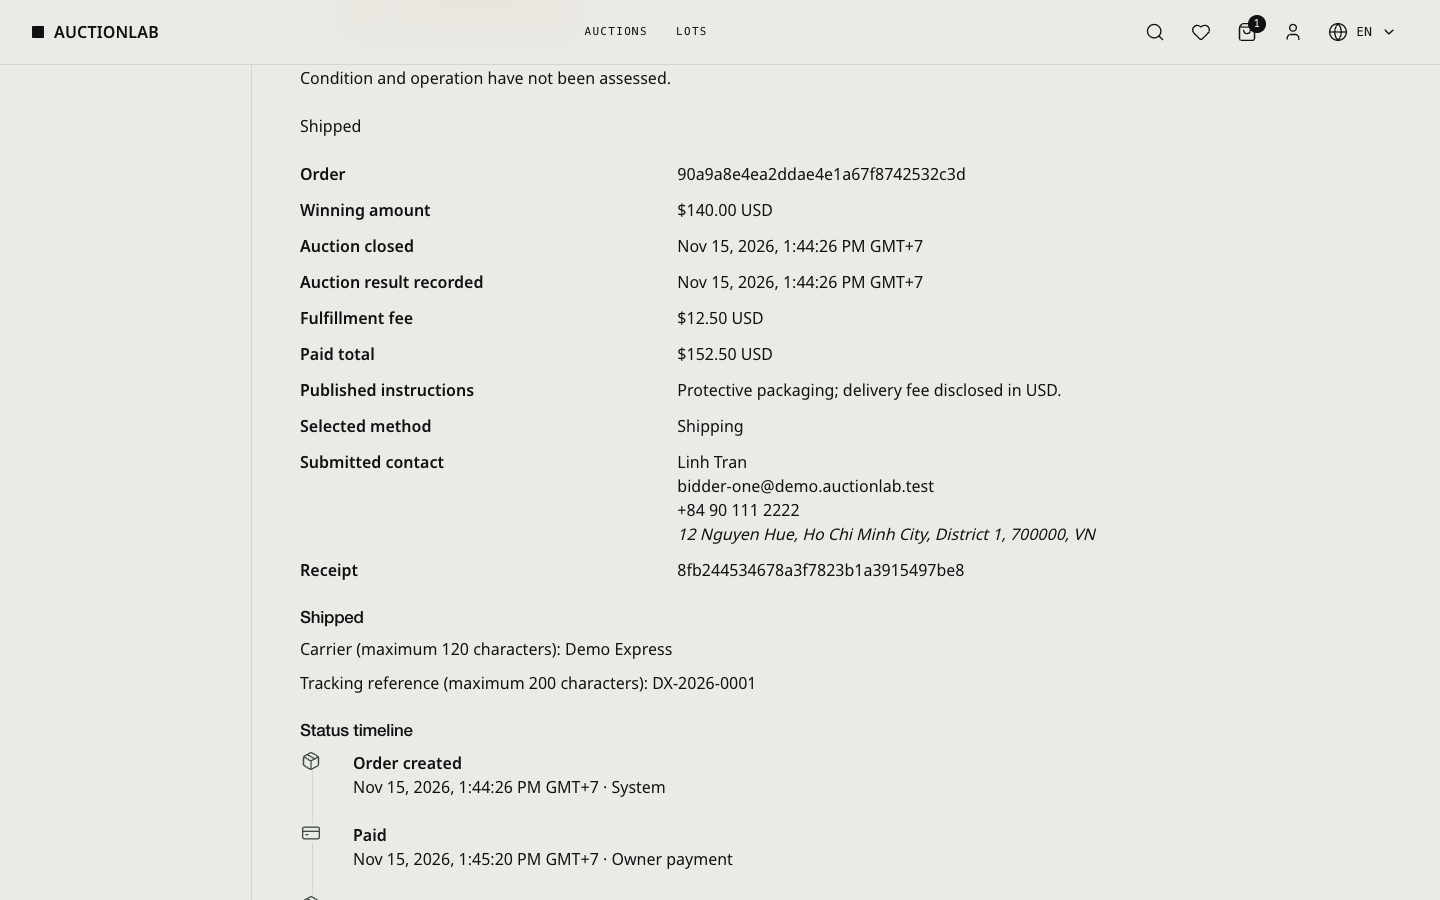 AUCTIONLAB
AUCTIONS
LOTS
1
EN
Condition and operation have not been assessed.
Shipped
Order 90a9a8e4ea2ddae4e1a67f8742532c3d
Winning amount $140.00 USD
Auction closed Nov 15, 2026, 1:44:26 PM GMT+7
Auction result recorded Nov 15, 2026, 1:44:26 PM GMT+7
Fulfillment fee $12.50 USD
Paid total $152.50 USD
Published instructions Protective packaging; delivery fee disclosed in USD.
Selected method Shipping
Submitted contact Linh Tran
bidder-one@demo.auctionlab.test
+84 90 111 2222
12 Nguyen Hue, Ho Chi Minh City, District 1, 700000, VN
Receipt 8fb244534678a3f7823b1a3915497be8
Shipped
Carrier (maximum 120 characters): Demo Express
Tracking reference (maximum 200 characters): DX-2026-0001
Status timeline
Order created
Nov 15, 2026, 1:44:26 PM GMT+7 · System
Paid
Nov 15, 2026, 1:45:20 PM GMT+7 · Owner payment